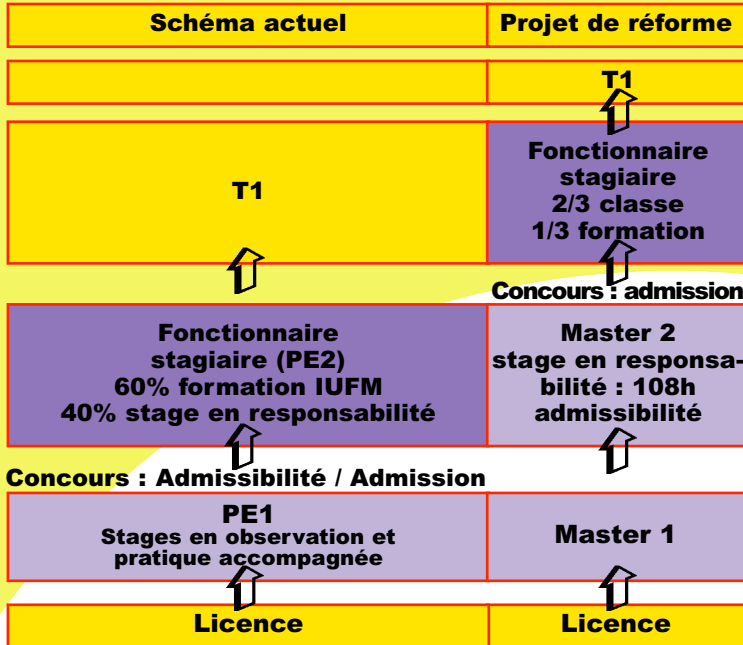 Schéma actuel
Projet de réforme
T1
T1
Fonctionnaire
stagiaire
2/3 classe
1/3 formation
Concours : admission
Fonctionnaire
stagiaire (PE2)
60% formation IUFM
40% stage en responsabilité
Master 2
stage en responsa-
bilité : 108h
admissibilité
Concours : Admissibilité / Admission
PE1
Stages en observation et
pratique accompagnée
Master 1
Licence
Licence